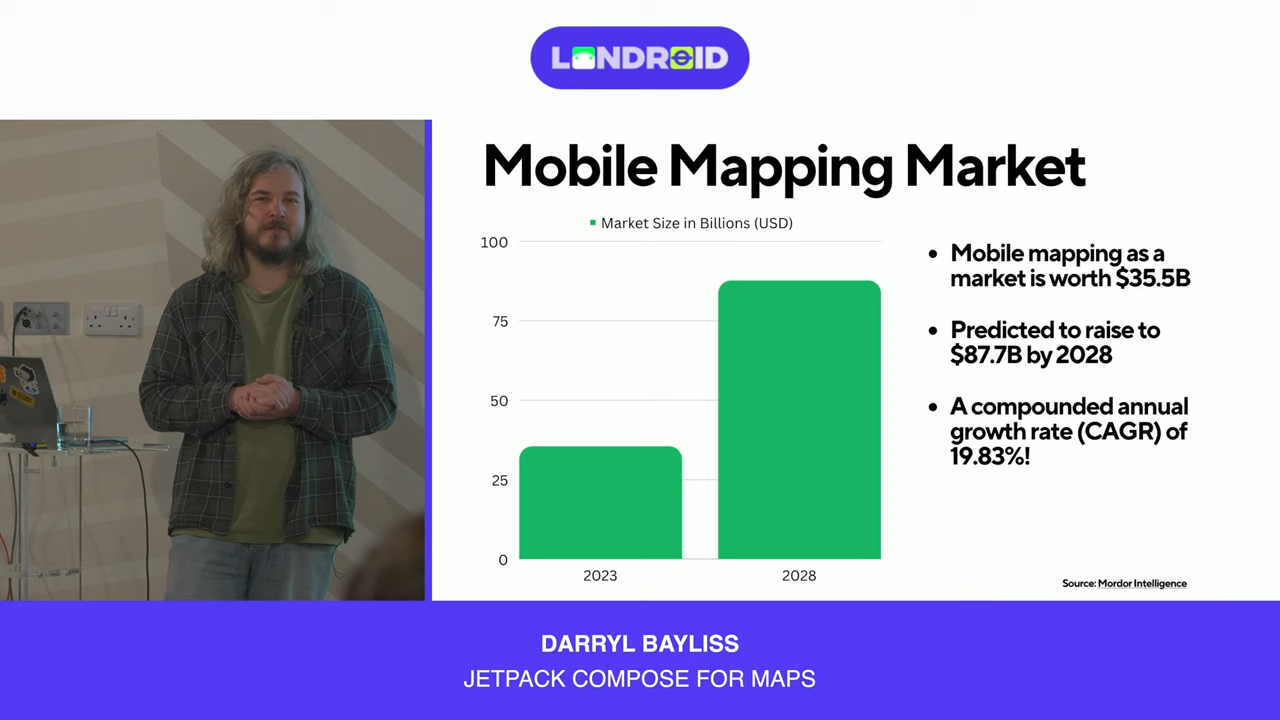 LONDROID
Mobile Mapping Market
Market Size in Billions (USD)
100
75
50
25
0
2023
2028
• Mobile mapping as a
market is worth $35.5B
• Predicted to raise to
$87.7B by 2028
• A compounded annual
growth rate (CAGR) of
19.83%!
Source: Mordor Intelligence
DARRYL BAYLISS
JETPACK COMPOSE FOR MAPS